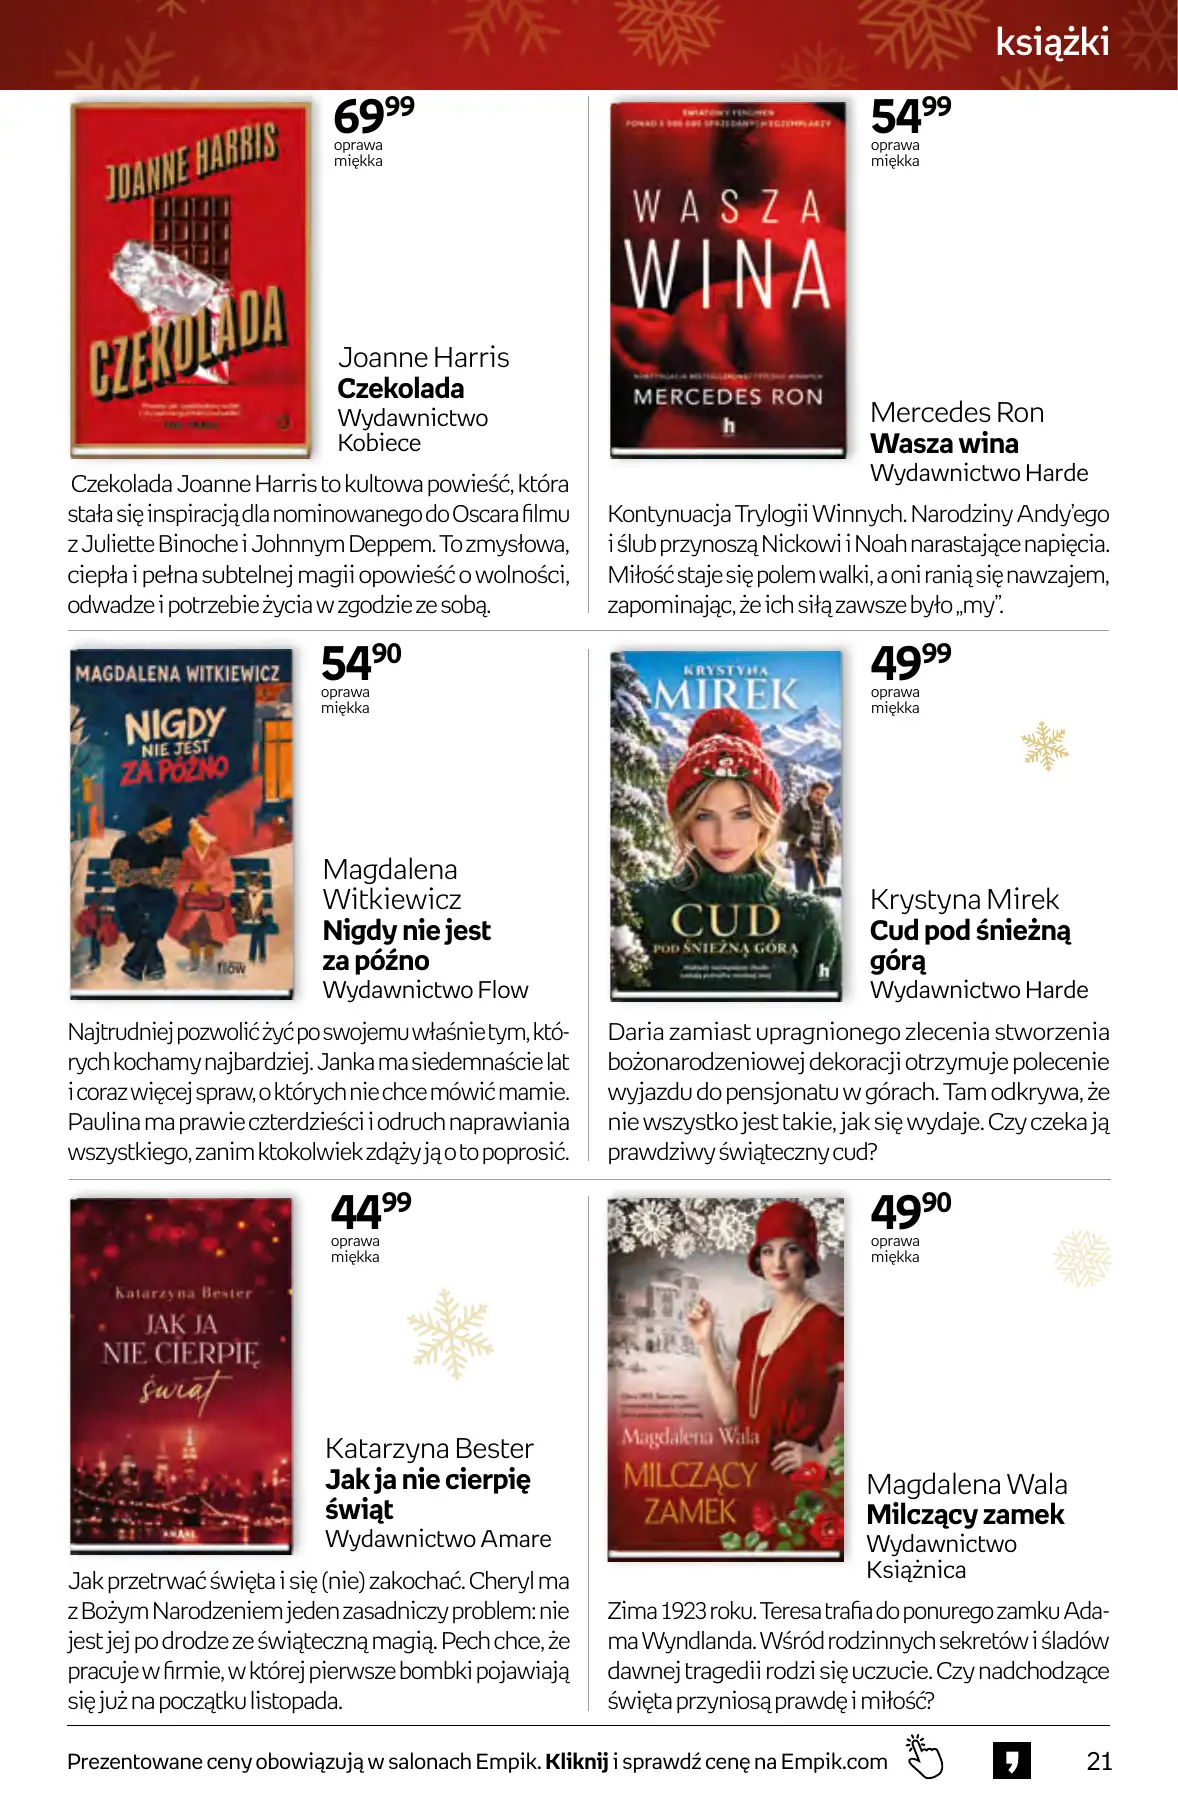 książki
JOANNE HARRIS
CZEKOLADA
69 99
oprawa
miękka
Joanne Harris
Czekolada
Wydawnictwo
Kobiece
Czekolada Joanne Harris to kultowa powieść, która
stała się inspiracją dla nominowanego do Oscara filmu
z Juliette Binoche i Johnnym Deppem. To zmysłowa,
ciepła i pełna subtelnej magii opowieść o wolności,
odwadze i potrzebie życia w zgodzie ze sobą.
ŚWIATOWY FENOMEN
PONAD 5 000 000 SPRZEDANYCH EGZEMPLARZY
WASZA
WINA
MERCEDES RON
h
54 99
oprawa
miękka
Mercedes Ron
Wasza wina
Wydawnictwo Harde
Kontynuacja Trylogii Winnych. Narodziny Andy’ego
i ślub przynoszą Nickowi i Noah narastające napięcia.
Miłość staje się polem walki, a oni ranią się nawzajem,
zapominając, że ich siłą zawsze było „my”.
MAGDALENA WITKIEWICZ
NIGDY
NIE JEST
ZA PÓŹNO
flow
54 90
oprawa
miękka
Magdalena
Witkiewicz
Nigdy nie jest
za późno
Wydawnictwo Flow
Najtrudniej pozwolić żyć po swojemu właśnie tym, któ-
rych kochamy najbardziej. Janka ma siedemnaście lat
i coraz więcej spraw, o których nie chce mówić mamie.
Paulina ma prawie czterdzieści i odruch naprawiania
wszystkiego, zanim ktokolwiek zdąży ją o to poprosić.
KRYSTYNA
MIREK
CUD
POD ŚNIEŻNĄ GÓRĄ
h
49 99
oprawa
miękka
Krystyna Mirek
Cud pod śnieżną
górą
Wydawnictwo Harde
Daria zamiast upragnionego zlecenia stworzenia
bożonarodzeniowej dekoracji otrzymuje polecenie
wyjazdu do pensjonatu w górach. Tam odkrywa, że
nie wszystko jest takie, jak się wydaje. Czy czeka ją
prawdziwy świąteczny cud?
Katarzyna Bester
JAK JA
NIE CIERPIĘ
świąt
AMARE
44 99
oprawa
miękka
Katarzyna Bester
Jak ja nie cierpię
świąt
Wydawnictwo Amare
Jak przetrwać święta i się (nie) zakochać. Cheryl ma
z Bożym Narodzeniem jeden zasadniczy problem: nie
jest jej po drodze ze świąteczną magią. Pech chce, że
pracuje w firmie, w której pierwsze bombki pojawiają
się już na początku listopada.
Magdalena Wala
MILCZĄCY
ZAMEK
49 90
oprawa
miękka
Magdalena Wala
Milczący zamek
Wydawnictwo
Książnica
Zima 1923 roku. Teresa trafia do ponurego zamku Ada-
ma Wyndlanda. Wśród rodzinnych sekretów i śladów
dawnej tragedii rodzi się uczucie. Czy nadchodzące
święta przyniosą prawdę i miłość?
Prezentowane ceny obowiązują w salonach Empik. Kliknij i sprawdź cenę na Empik.com
21